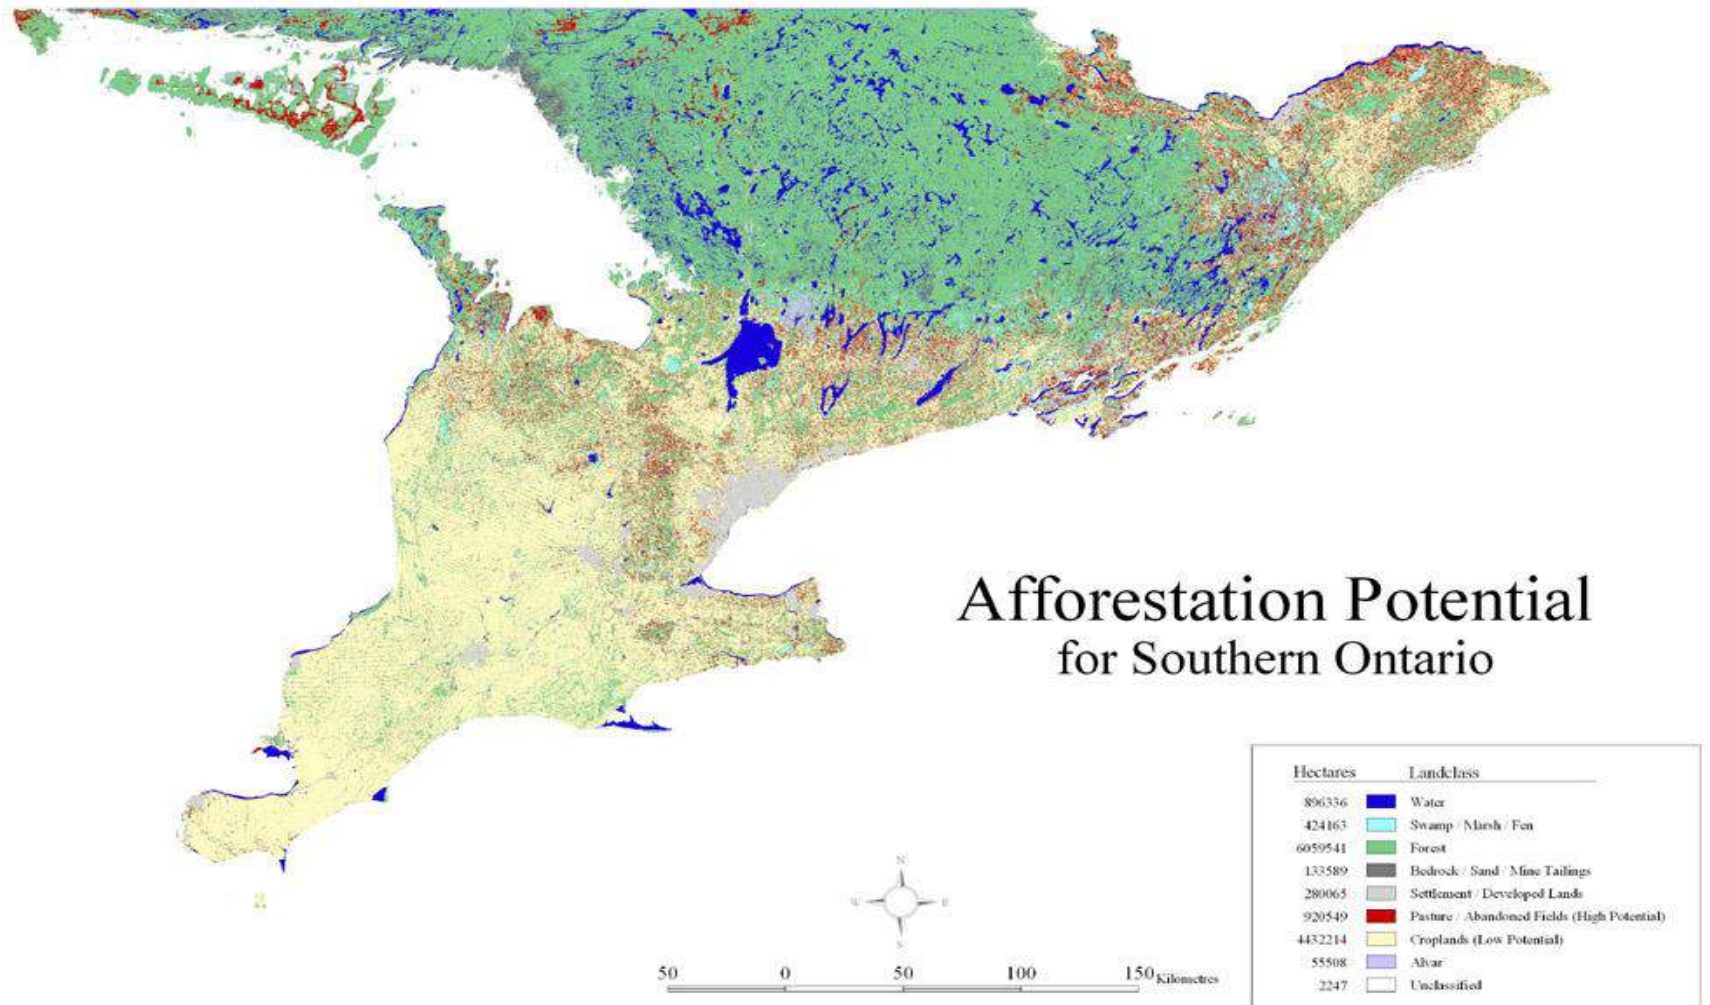 Afforestation Potential
for Southern Ontario
N
W E
S
50 0 50 100 150 Kilometres
Hectares Landclass
896336 Water
424163 Swamp / Marsh / Fen
6059541 Forest
133589 Bedrock / Sand / Mine Tailings
280065 Settlement / Developed Lands
920549 Pasture / Abandoned Fields (High Potential)
4432214 Croplands (Low Potential)
55508 Alvar
2247 Unclassified